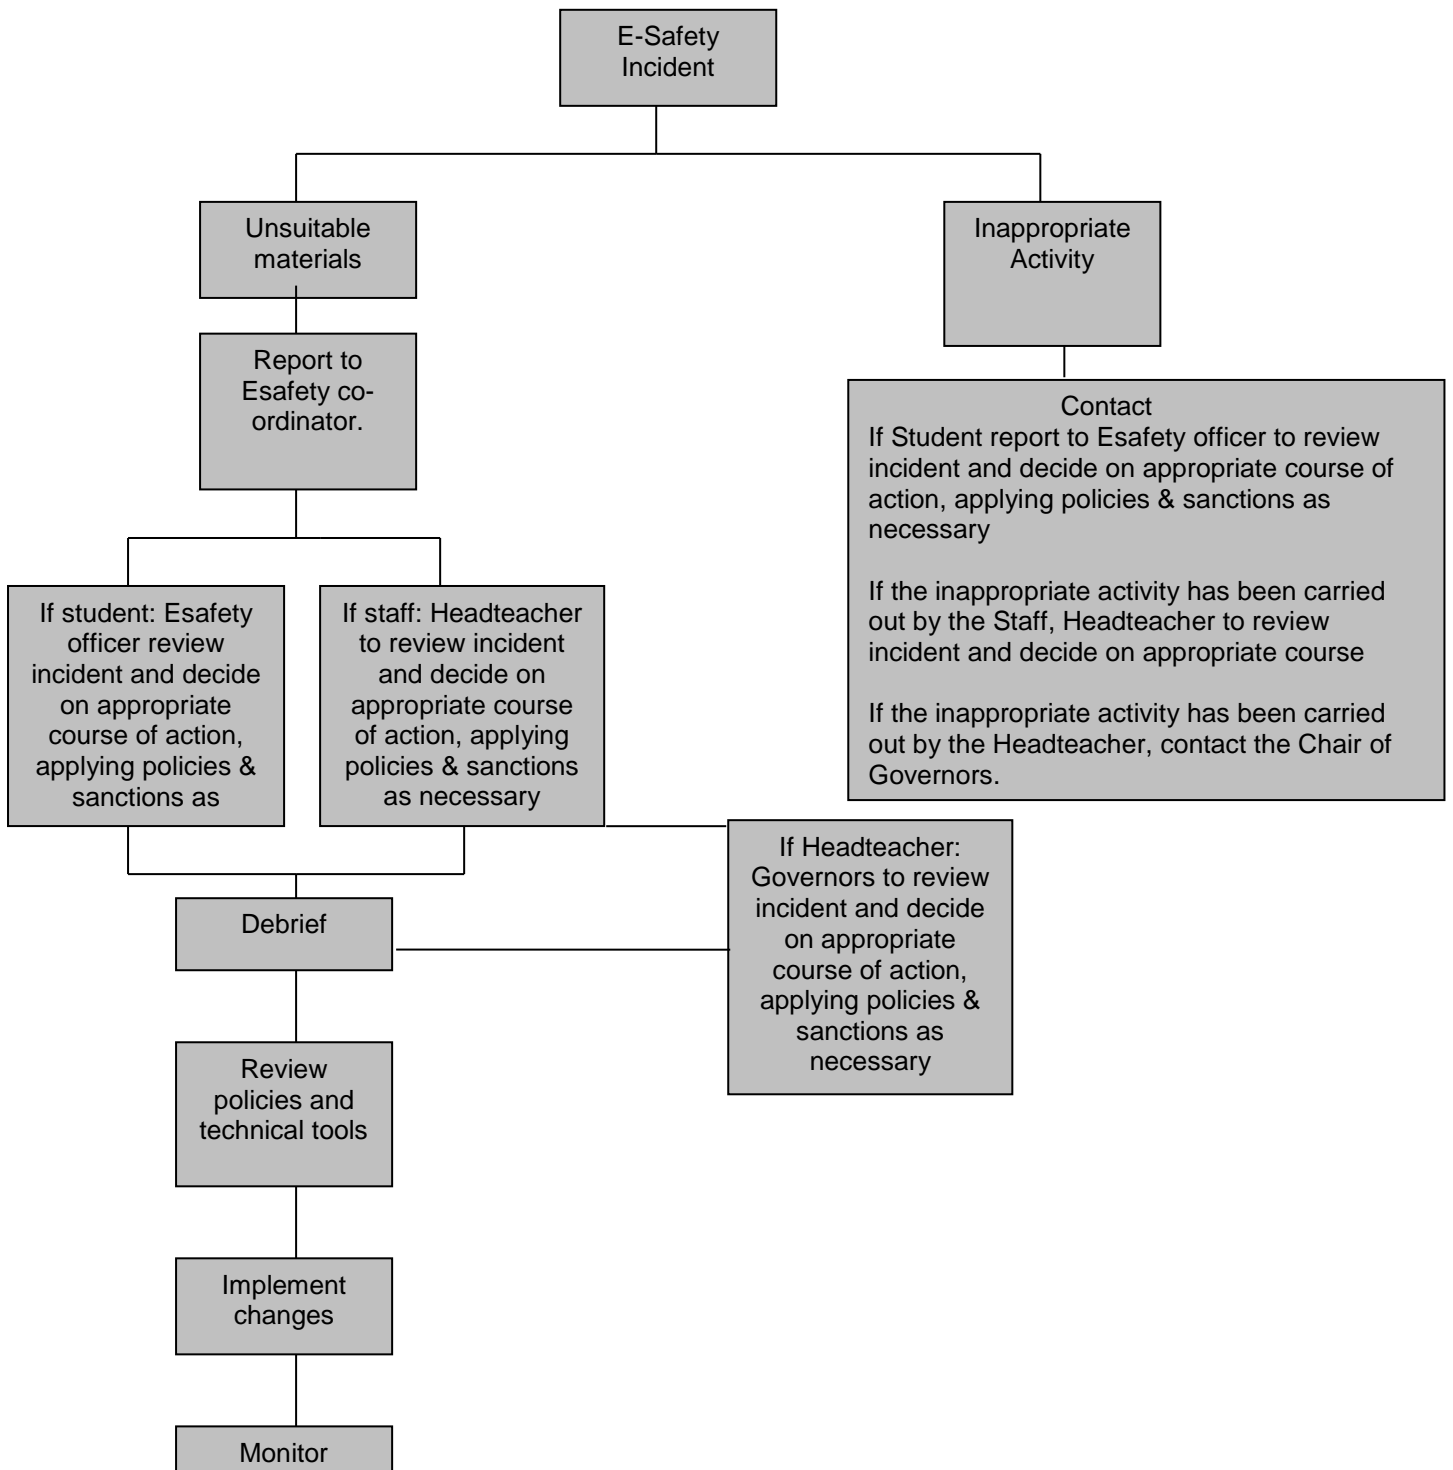 E-Safety
Incident
Unsuitable
materials
Inappropriate
Activity
Report to
Esafety co-
ordinator.
Contact
If Student report to Esafety officer to review
incident and decide on appropriate course of
action, applying policies & sanctions as
necessary
If the inappropriate activity has been carried
out by the Staff, Headteacher to review
incident and decide on appropriate course
If the inappropriate activity has been carried
out by the Headteacher, contact the Chair of
Governors.
If student: Esafety
officer review
incident and decide
on appropriate
course of action,
applying policies &
sanctions as
If staff: Headteacher
to review incident
and decide on
appropriate course
of action, applying
policies & sanctions
as necessary
If Headteacher:
Governors to review
incident and decide
on appropriate
course of action,
applying policies &
sanctions as
necessary
Debrief
Review
policies and
technical tools
Implement
changes
Monitor